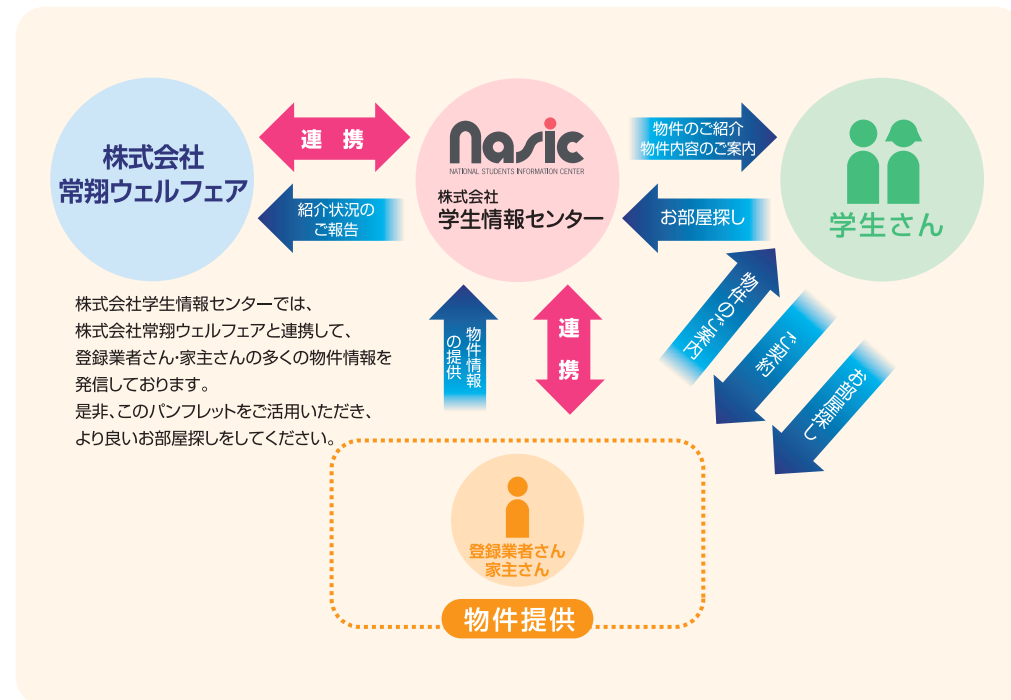 株式会社
常翔ウェルフェア
連 携
紹介状況の
ご報告
nasic
NATIONAL STUDENTS INFORMATION CENTER
株式会社
学生情報センター
物件のご紹介
物件内容のご案内
お部屋探し
学生さん
株式会社学生情報センターでは、
株式会社常翔ウェルフェアと連携して、
登録業者さん・家主さんの多くの物件情報を
発信しております。
是非、このパンフレットをご活用いただき、
より良いお部屋探しをしてください。
物件情報
の提供
連携
物件のご案内
ご契約
お部屋探し
登録業者さん
家主さん
物件提供